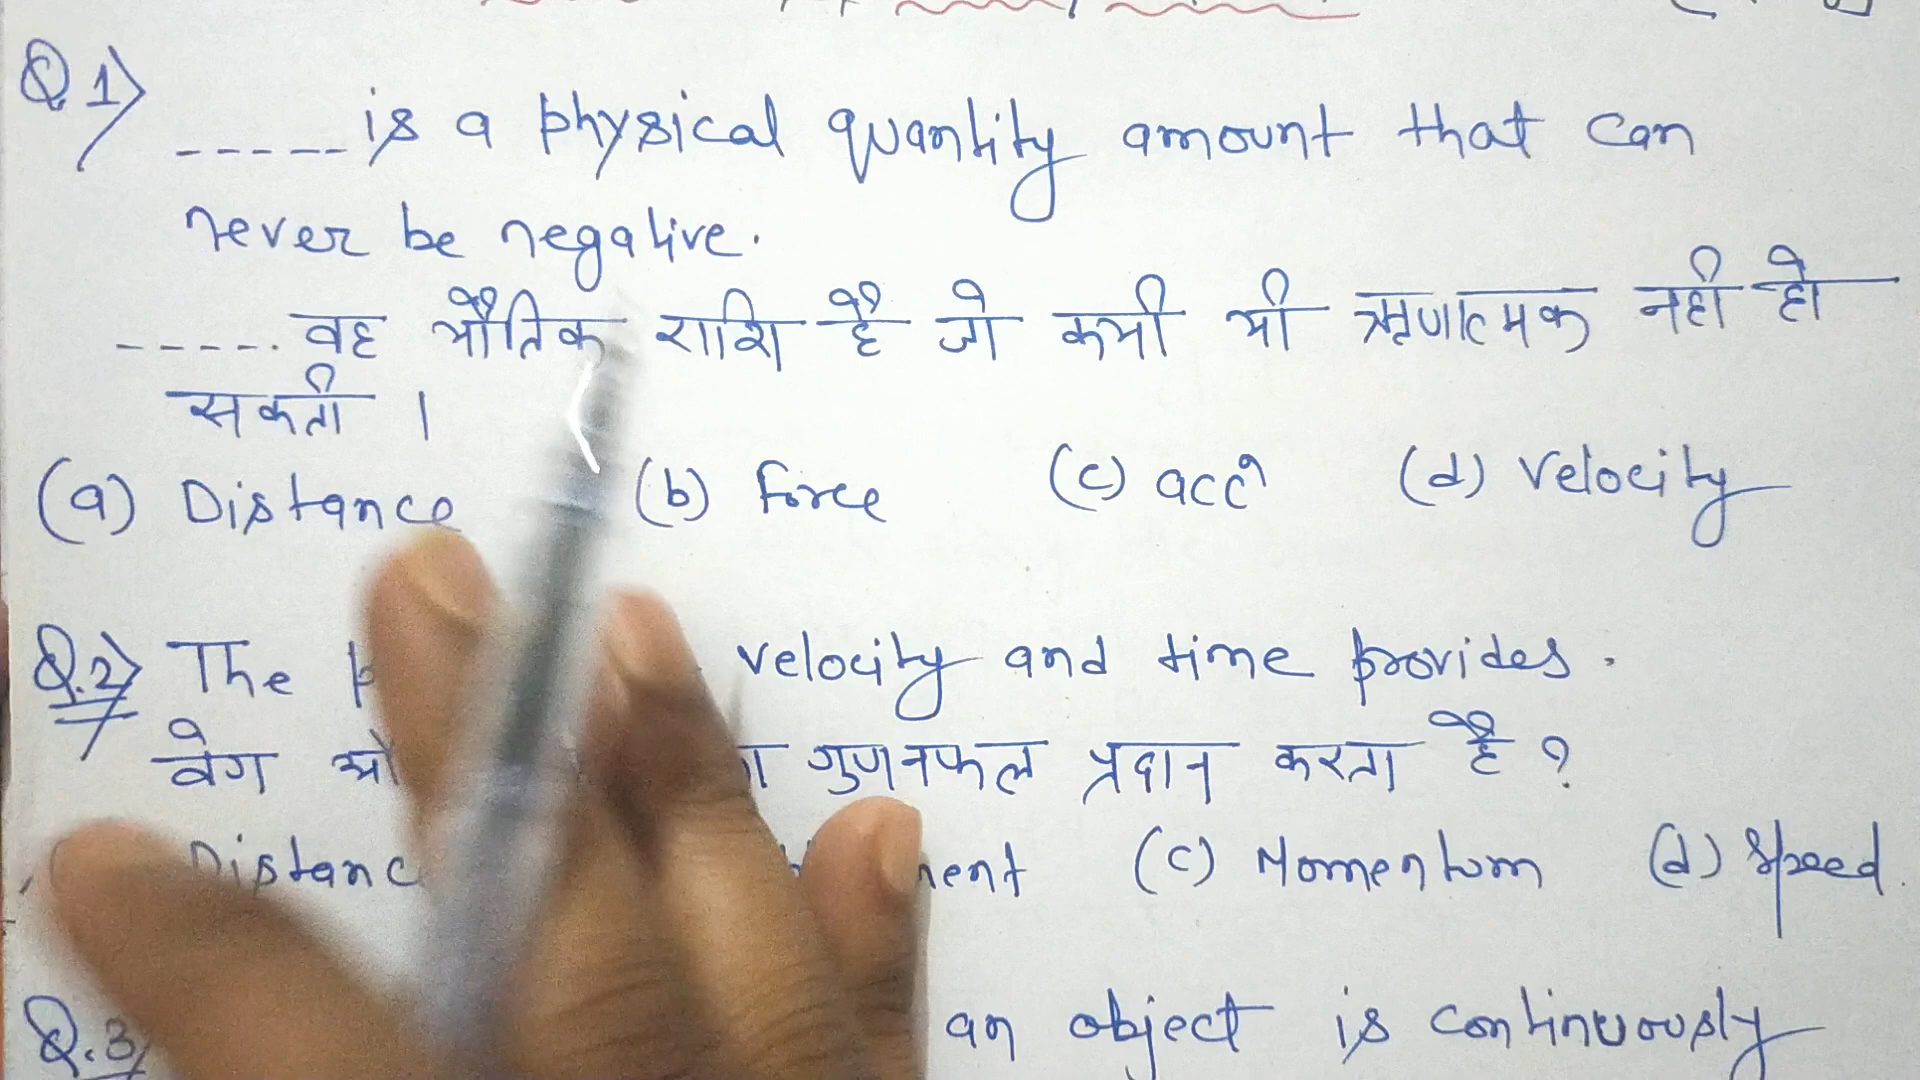 Q.1) ----- is a physical quantity amount that can
never be negative.
-----. वह भौतिक राशि है जो कभी भी ऋणात्मक नहीं हो
सकती ।
(a) Distance (b) force (c) accⁿ (d) Velocity
Q.2) The velocity and time provides.
वेग गुणनफल प्रदान करता है ?
(c) Momentum (d) Speed.
Q.3) an object is continuously